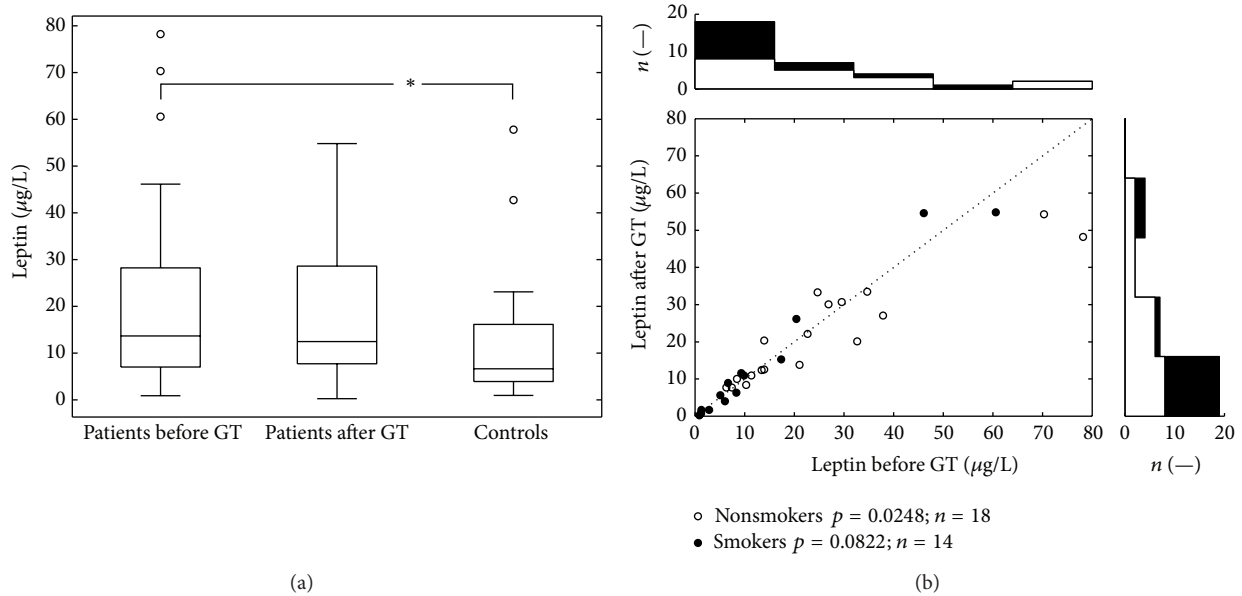 80
70
60
50
40
30
20
10
0
Leptin (μg/L)
*
Patients before GT
Patients after GT
Controls
(a)
20
10
0
n (—)
80
70
60
50
40
30
20
10
0
Leptin after GT (μg/L)
0 10 20 30 40 50 60 70 80
Leptin before GT (μg/L)
0 10 20
n (—)
Nonsmokers p = 0.0248; n = 18
Smokers p = 0.0822; n = 14
(b)